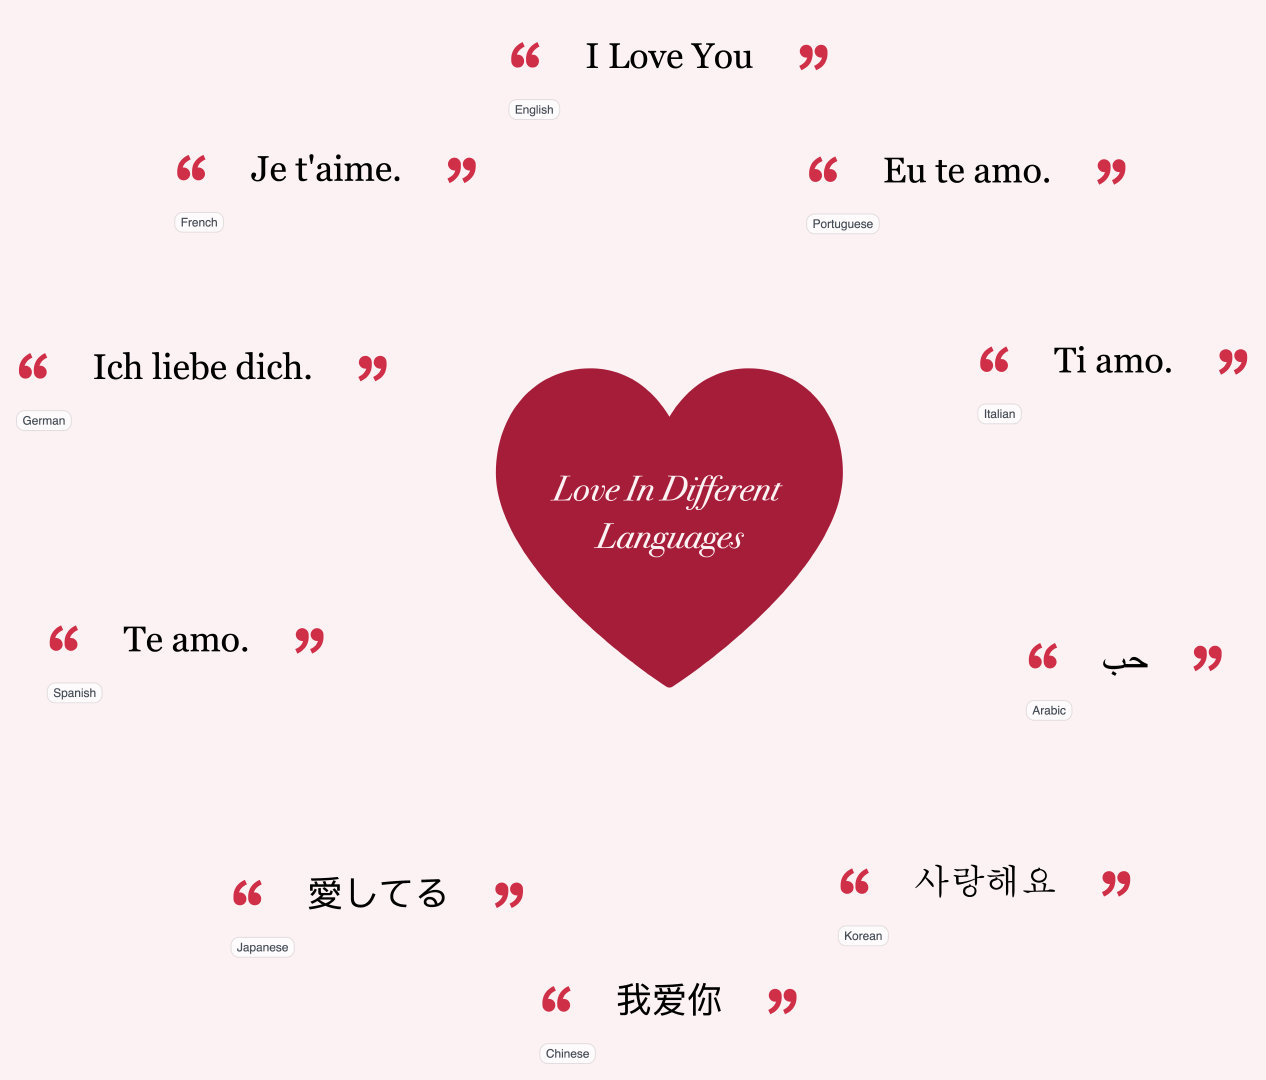 “ I Love You ”
English
“ Je t'aime. ”
French
“ Eu te amo. ”
Portuguese
“ Ich liebe dich. ”
German
“ Ti amo. ”
Italian
Love In Different
Languages
“ Te amo. ”
Spanish
“ حب ”
Arabic
“ 愛してる ”
Japanese
“ 사랑해요 ”
Korean
“ 我爱你 ”
Chinese